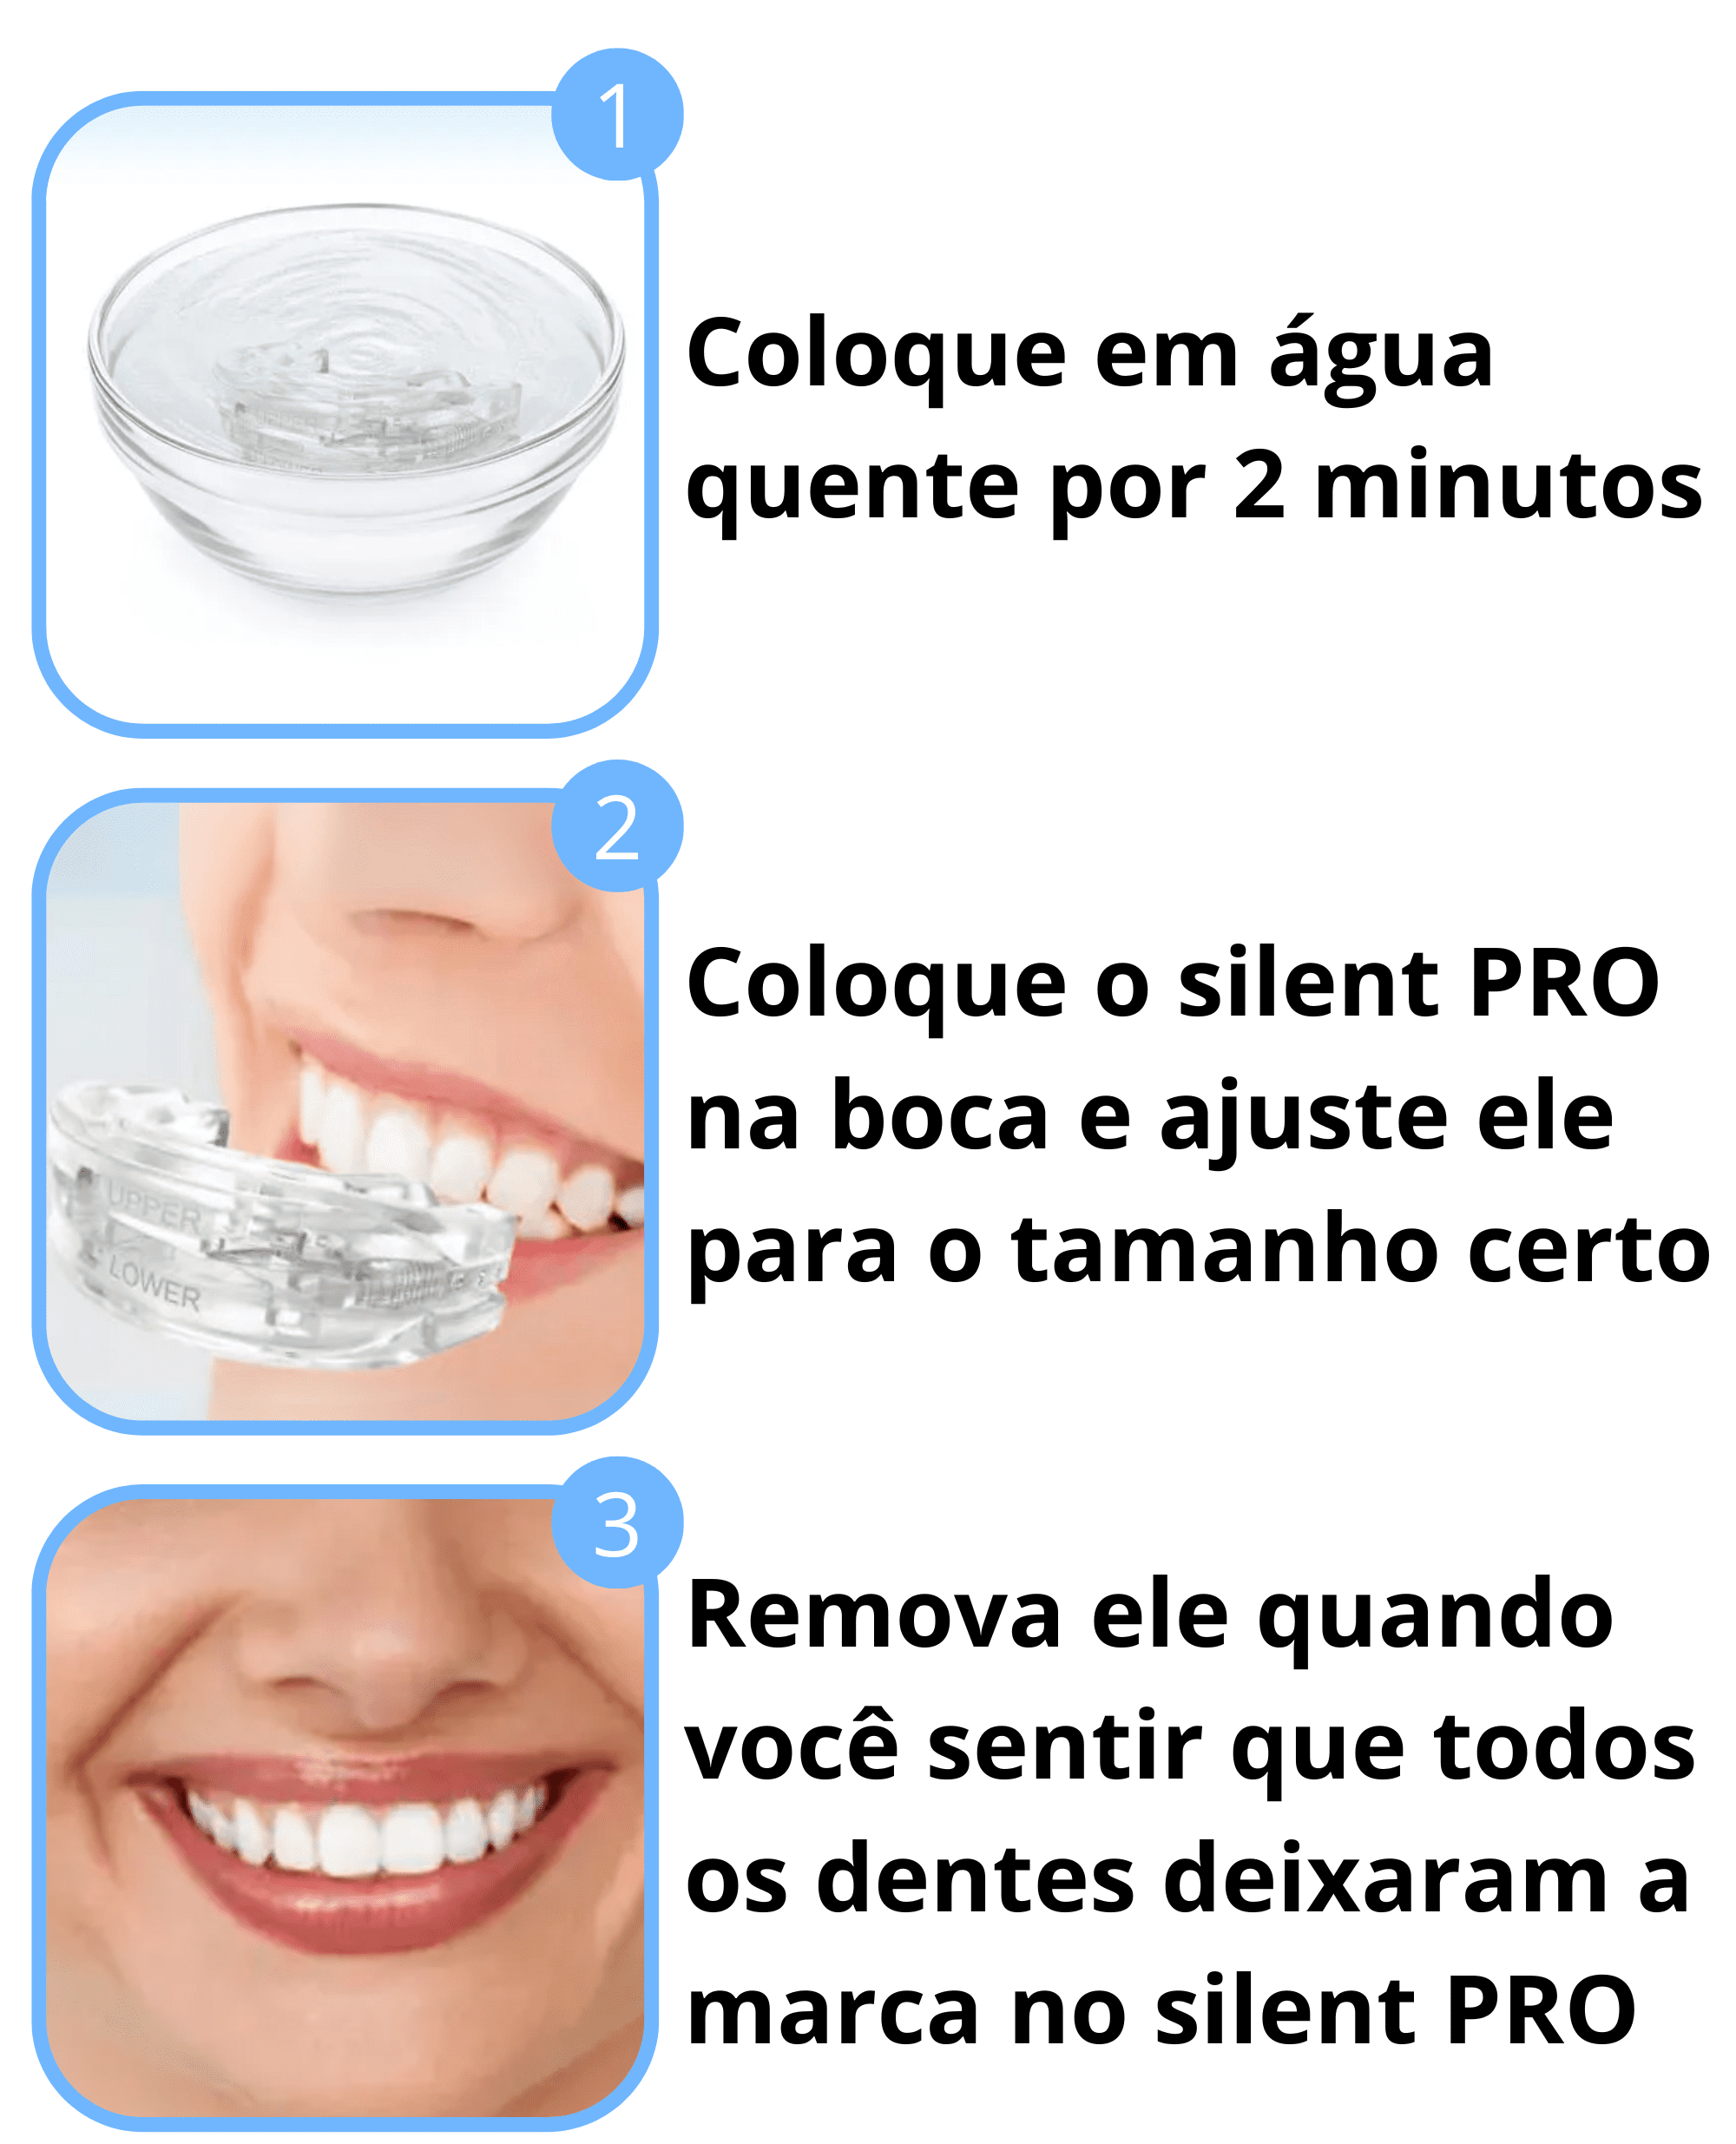 1
Coloque em água
quente por 2 minutos
2
Coloque o silent PRO
na boca e ajuste ele
para o tamanho certo
UPPER
LOWER
3
Remova ele quando
você sentir que todos
os dentes deixaram a
marca no silent PRO